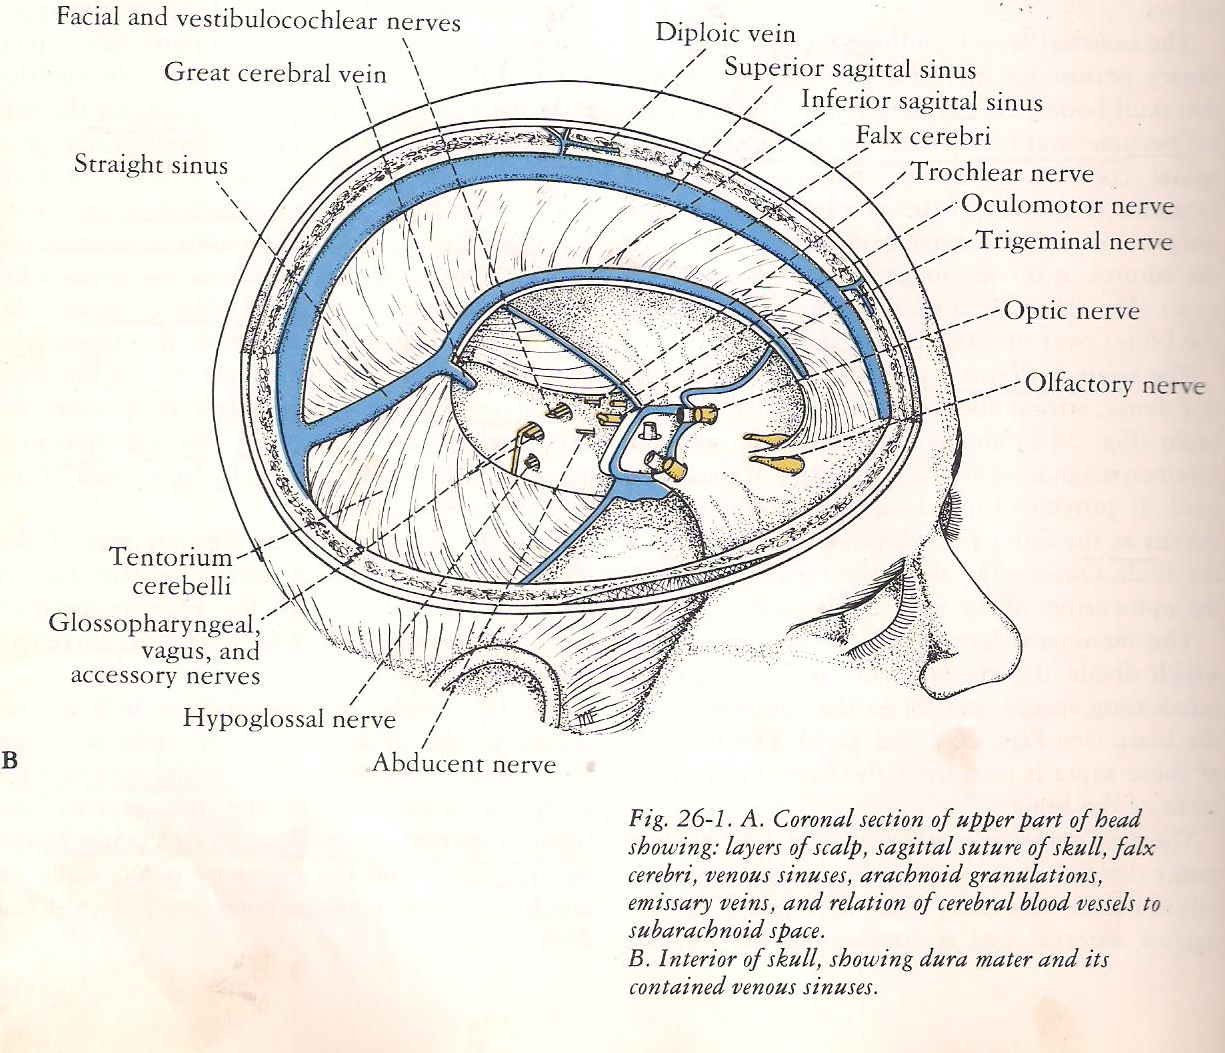 Facial and vestibulocochlear nerves
Great cerebral vein
Straight sinus
Diploic vein
Superior sagittal sinus
Inferior sagittal sinus
Falx cerebri
Trochlear nerve
Oculomotor nerve
Trigeminal nerve
Optic nerve
Olfactory nerve
Tentorium
cerebelli
Glossopharyngeal,
vagus, and
accessory nerves
Hypoglossal nerve
Abducent nerve
MF
B
Fig. 26-1. A. Coronal section of upper part of head
showing: layers of scalp, sagittal suture of skull, falx
cerebri, venous sinuses, arachnoid granulations,
emissary veins, and relation of cerebral blood vessels to
subarachnoid space.
B. Interior of skull, showing dura mater and its
contained venous sinuses.